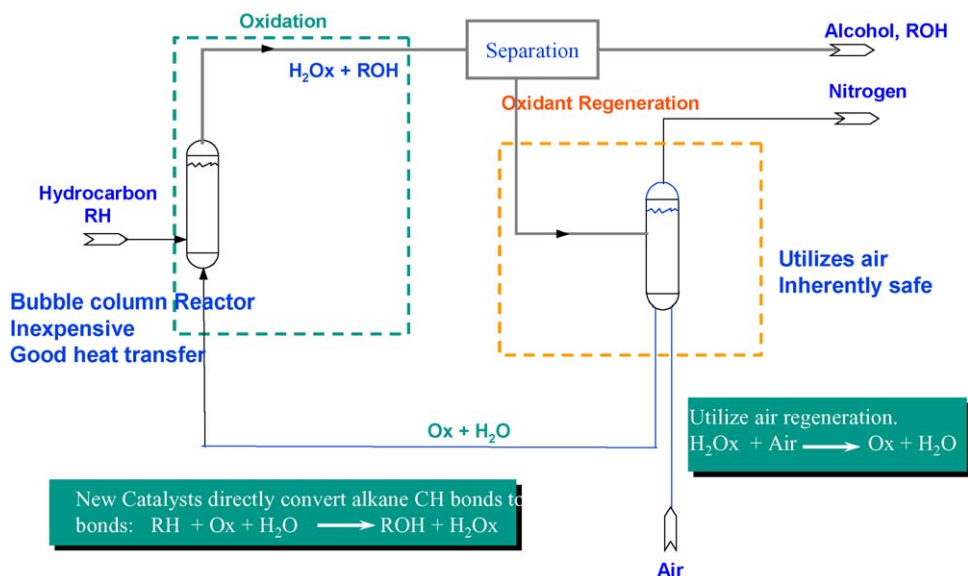 Oxidation
H₂Ox + ROH
Separation
Alcohol, ROH
Nitrogen
Oxidant Regeneration
Hydrocarbon
RH
Utilizes air
Inherently safe
Bubble column Reactor
Inexpensive
Good heat transfer
Ox + H₂O
Utilize air regeneration.
H₂Ox + Air ⟶ Ox + H₂O
New Catalysts directly convert alkane CH bonds to
bonds: RH + Ox + H₂O ⟶ ROH + H₂Ox
Air